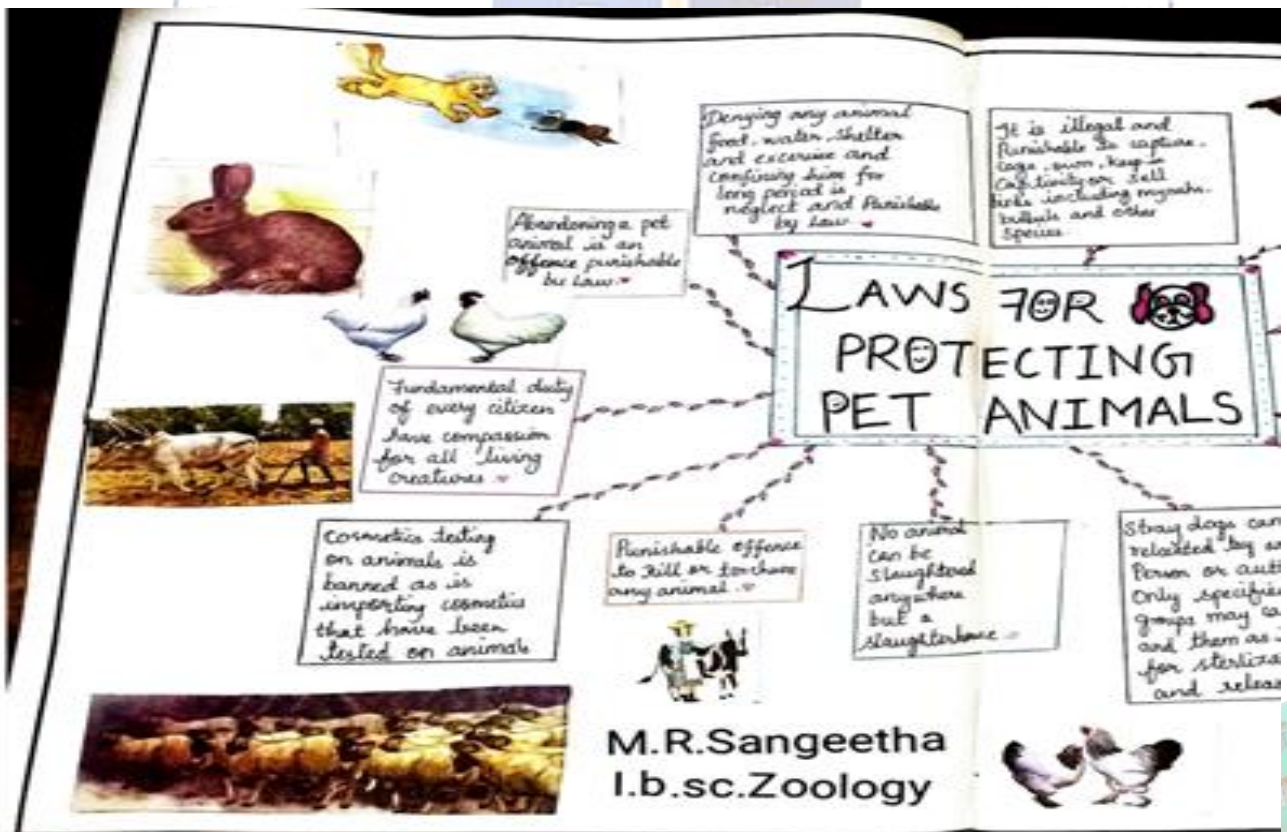 Denying any animal
food, water, shelter
and excerise and
confining him for
long period is
neglect and Punishable
by Law
It is illegal and
Punishable to capture,
cage, own, keep in
captivity or sell
birds including mynahs.
bulbuls and other
species
Abandoning a pet
animal is an
offence punishable
by Law
LAWS FOR
PROTECTING
PET ANIMALS
Fundamental duty
of every citizen
have compassion
for all living
creatures
Cosmetics testing
on animals is
banned as is
importing cosmetics
that have been
tested on animals
Punishable offence
to kill or
any animal
No animal
can be
slaughtered
anywhere
but a
slaughterhouse
Stray dogs can
relocated by
Person or
Only
groups may
and them as
for
and
M.R.Sangeetha
I.b.sc.Zoology